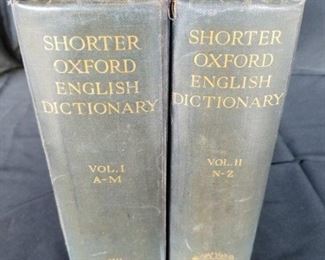 SHORTER
OXFORD
ENGLISH
DICTIONARY
VOL. I
A–M
SHORTER
OXFORD
ENGLISH
DICTIONARY
VOL. II
N–Z